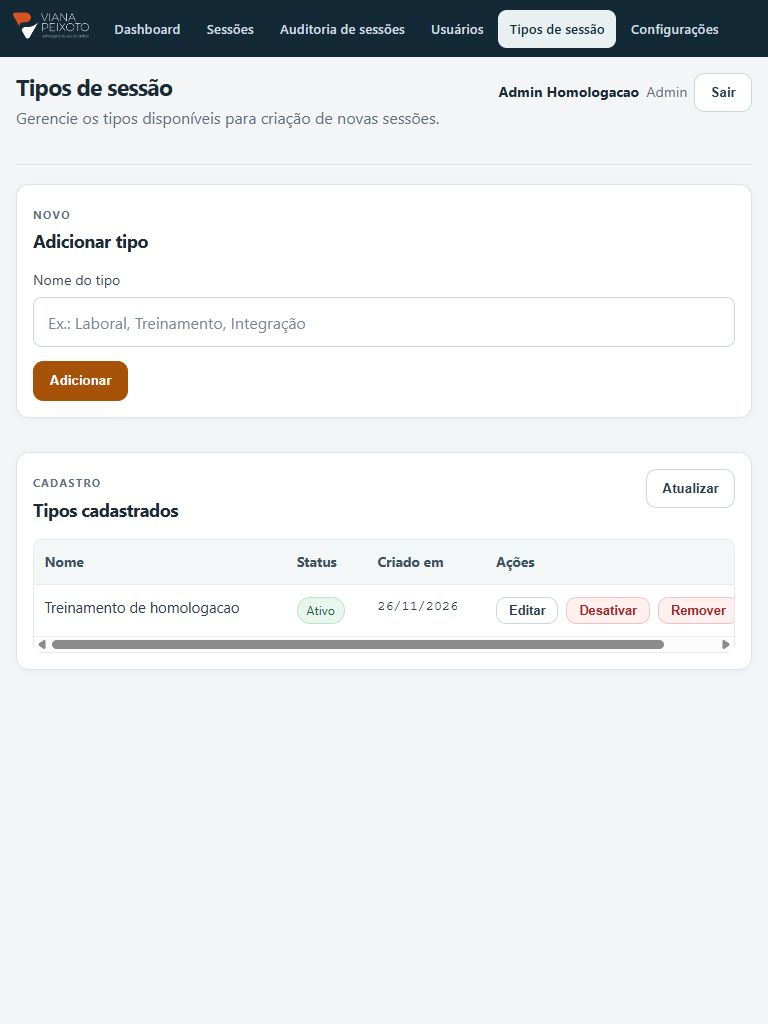 VIANA
PEIXOTO
advogados associados
Dashboard Sessões Auditoria de sessões Usuários Tipos de sessão Configurações
Tipos de sessão
Admin Homologacao Admin Sair
Gerencie os tipos disponíveis para criação de novas sessões.
NOVO
Adicionar tipo
Nome do tipo
Ex.: Laboral, Treinamento, Integração
Adicionar
CADASTRO
Atualizar
Tipos cadastrados
Nome Status Criado em Ações
Treinamento de homologacao Ativo 26/11/2026 Editar Desativar Remover